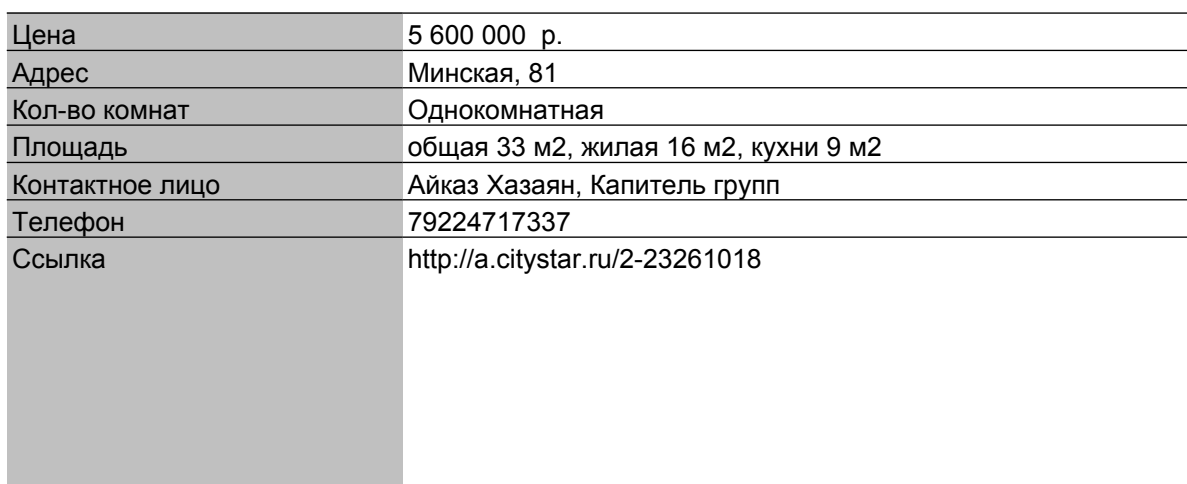 Цена 5 600 000 р.
Адрес Минская, 81
Кол-во комнат Однокомнатная
Площадь общая 33 м2, жилая 16 м2, кухни 9 м2
Контактное лицо Айказ Хазаян, Капитель групп
Телефон 79224717337
Ссылка http://a.citystar.ru/2-23261018